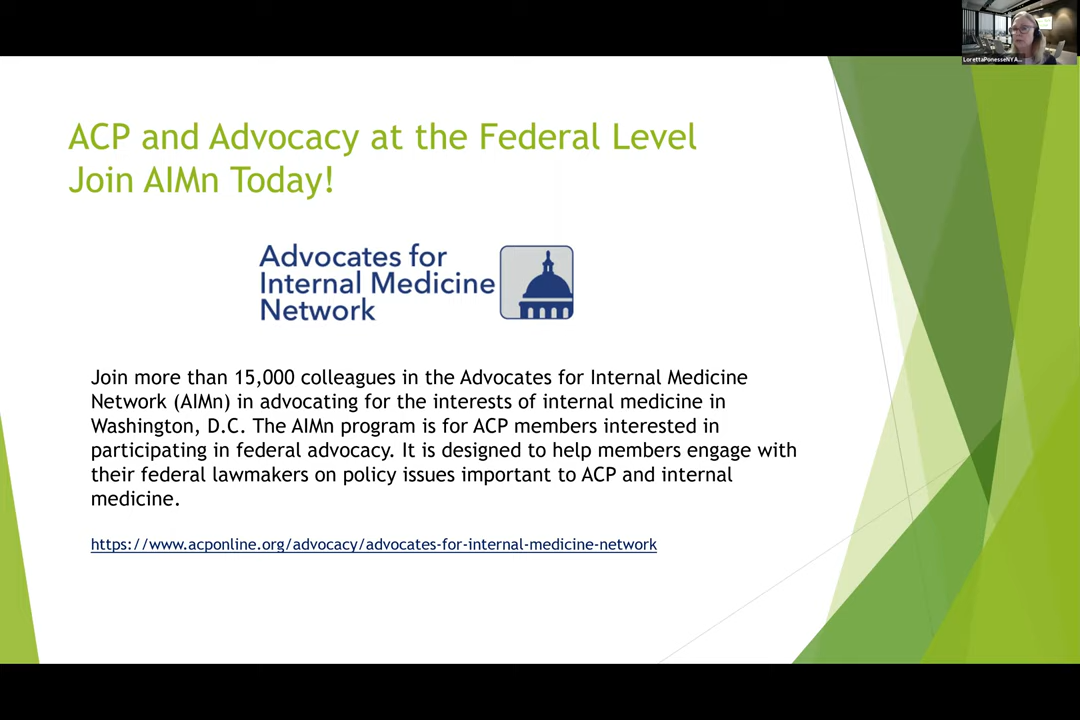 LorettaPonesseNYA...
ACP and Advocacy at the Federal Level
Join AIMn Today!
Advocates for
Internal Medicine
Network
Join more than 15,000 colleagues in the Advocates for Internal Medicine
Network (AIMn) in advocating for the interests of internal medicine in
Washington, D.C. The AIMn program is for ACP members interested in
participating in federal advocacy. It is designed to help members engage with
their federal lawmakers on policy issues important to ACP and internal
medicine.
https://www.acponline.org/advocacy/advocates-for-internal-medicine-network